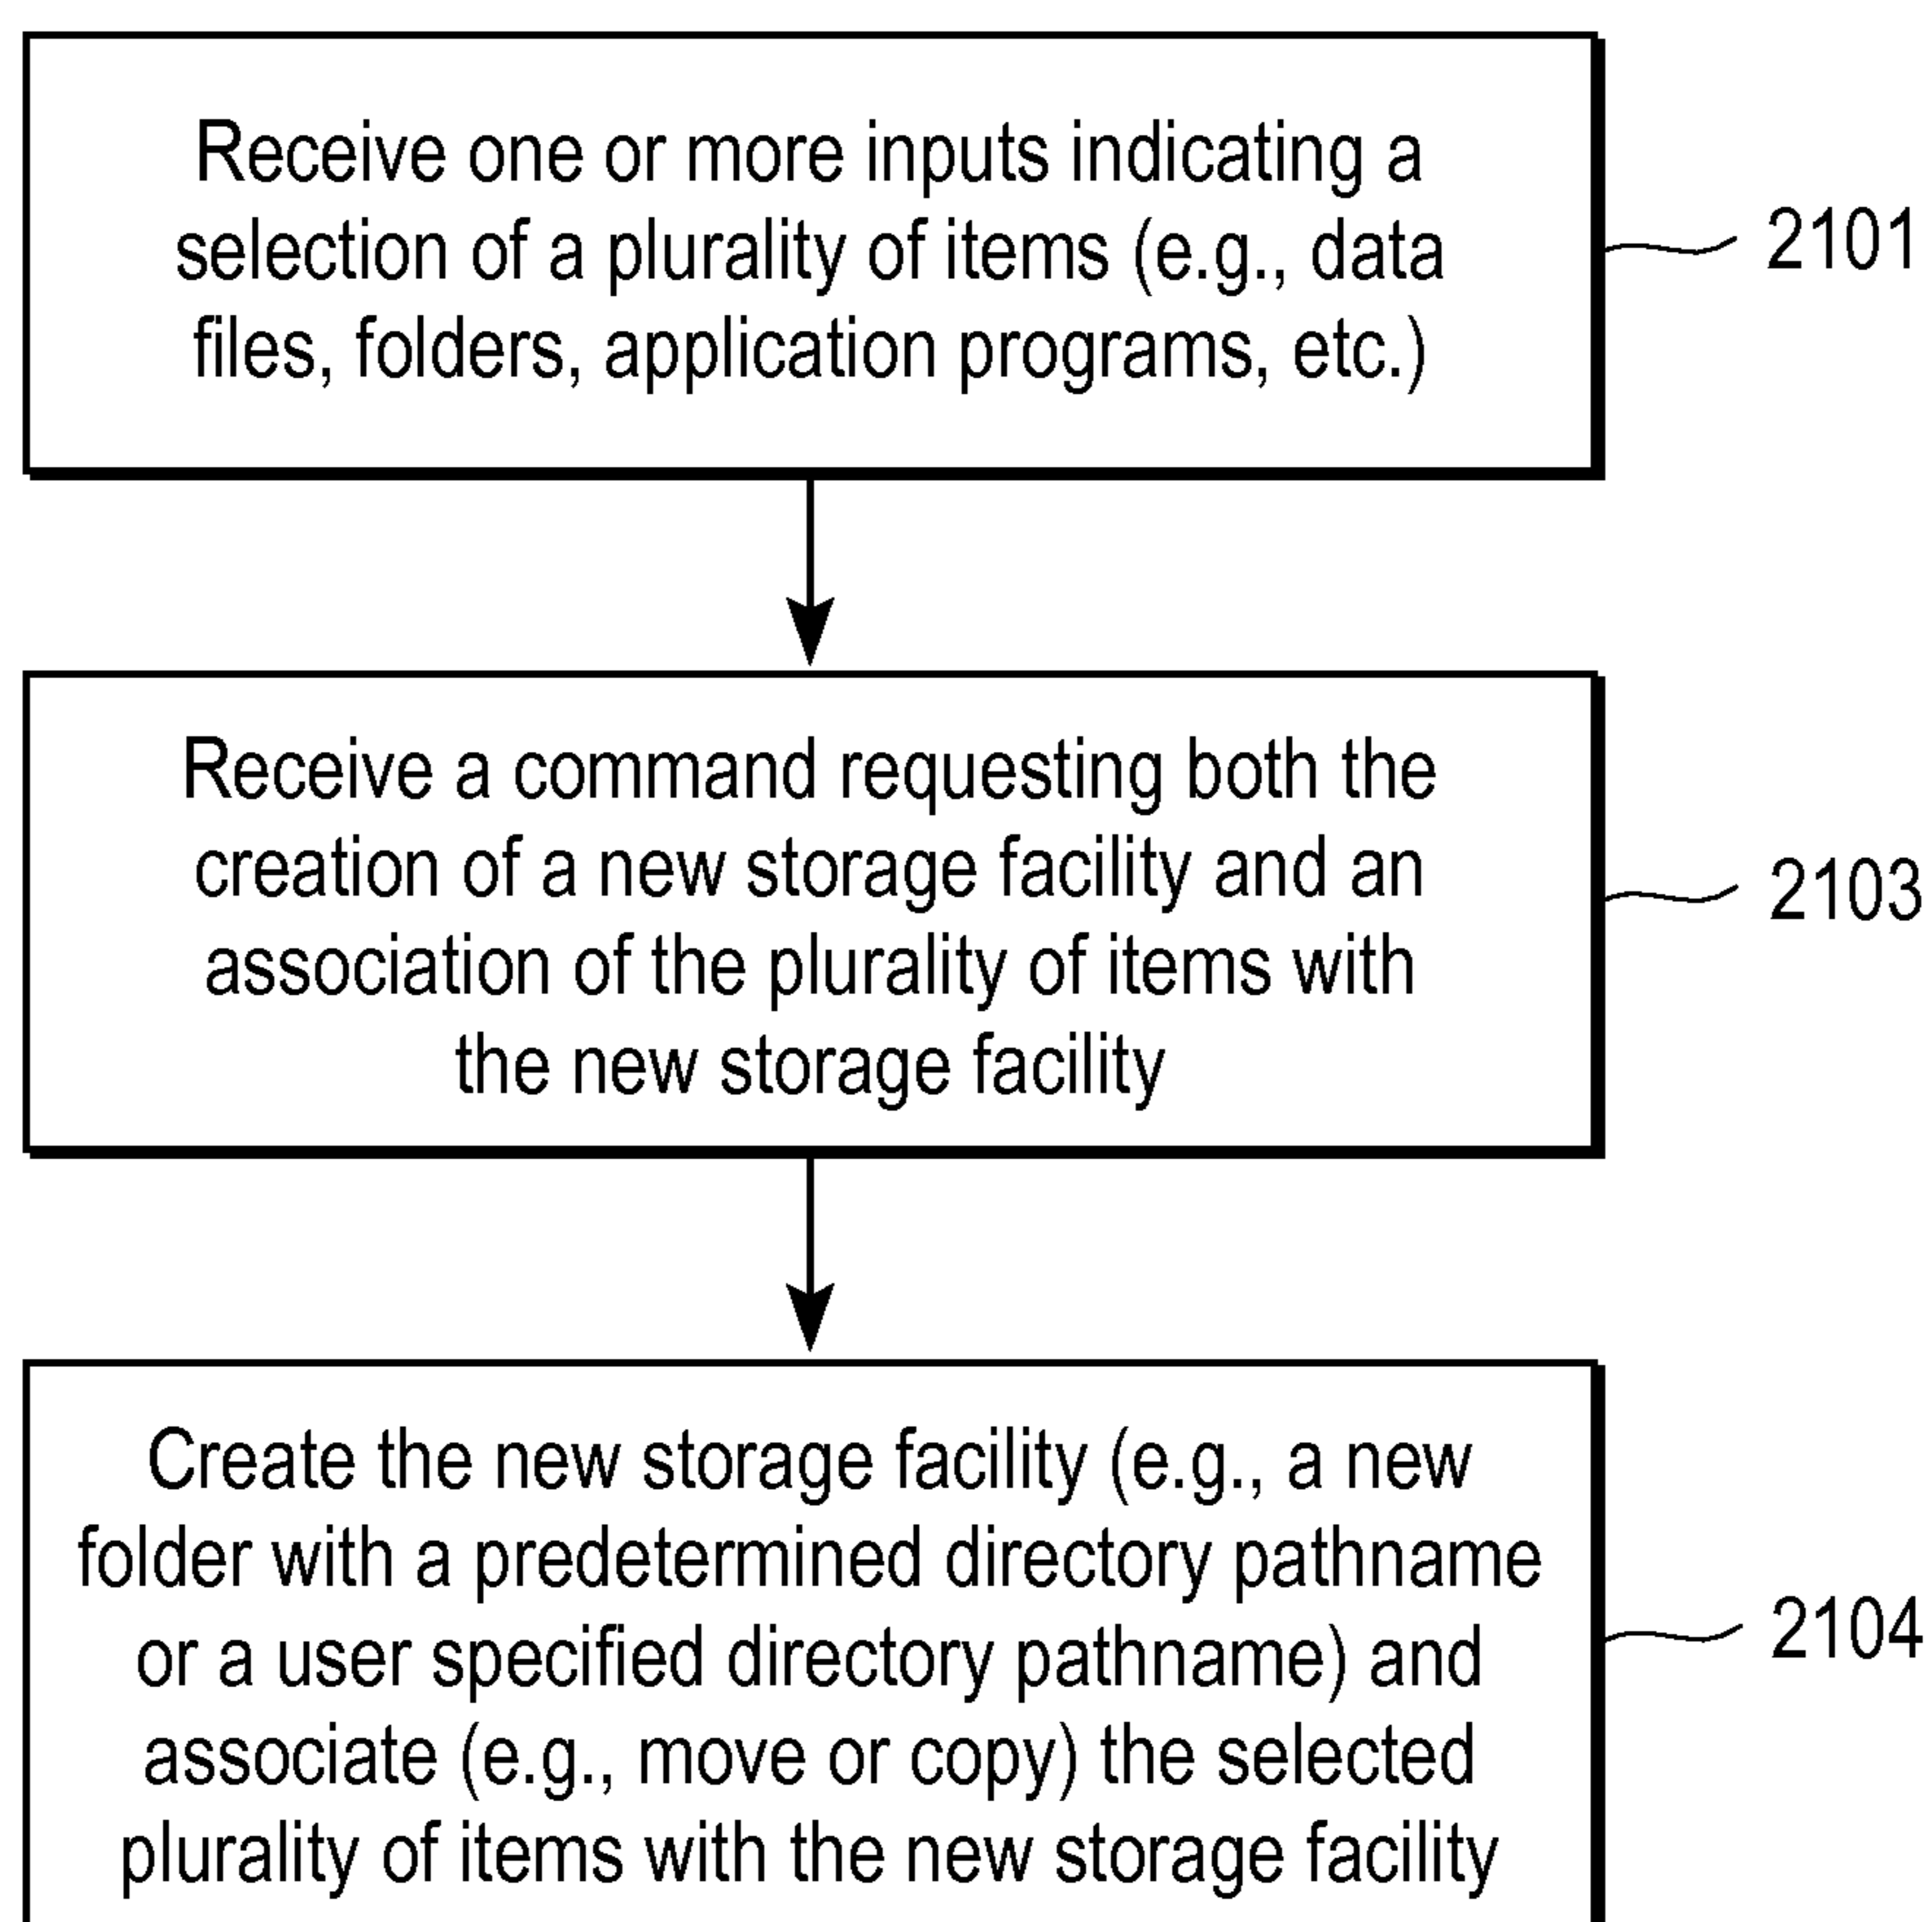 Receive one or more inputs indicating a
selection of a plurality of items (e.g., data
files, folders, application programs, etc.)
2101
Receive a command requesting both the
creation of a new storage facility and an
association of the plurality of items with
the new storage facility
2103
Create the new storage facility (e.g., a new
folder with a predetermined directory pathname
or a user specified directory pathname) and
associate (e.g., move or copy) the selected
plurality of items with the new storage facility
2104